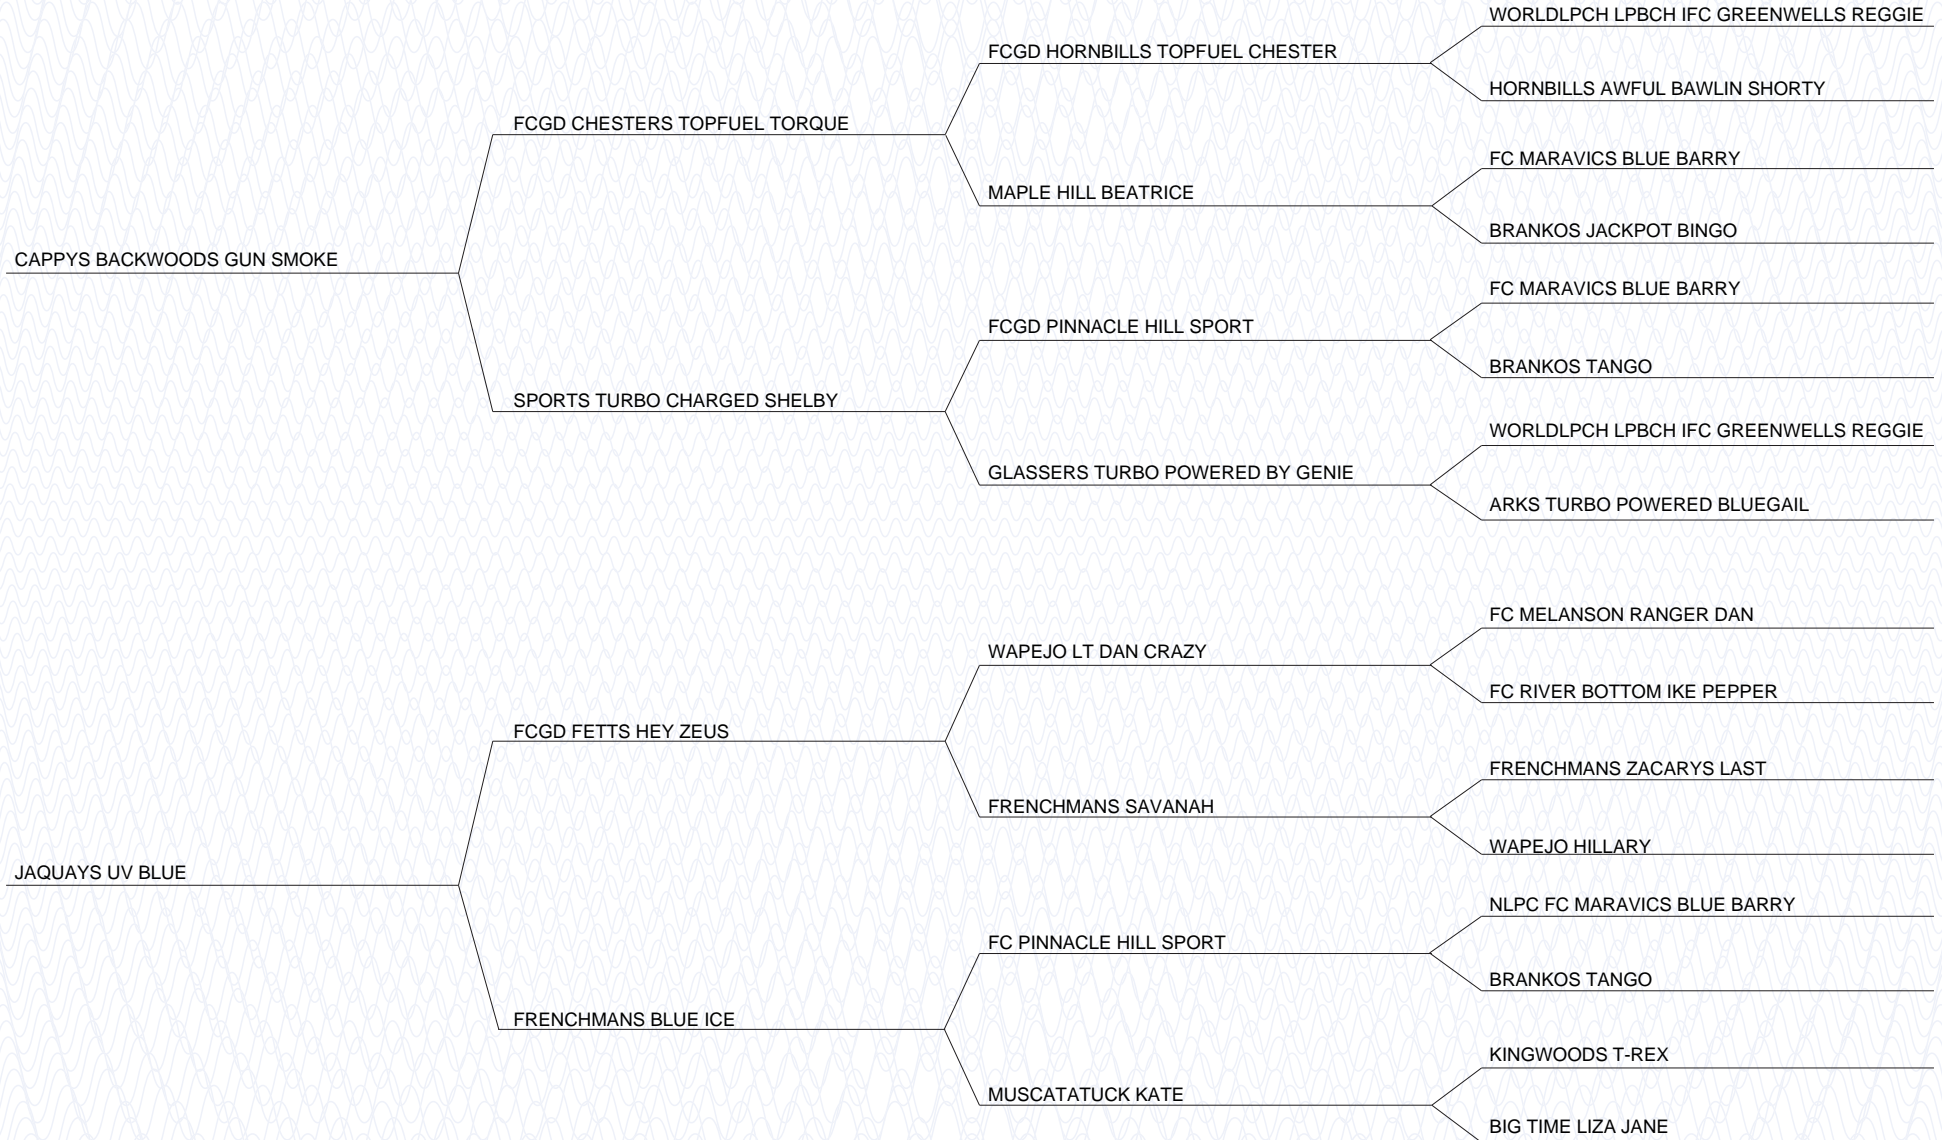 WORLDLPCH LPBCH IFC GREENWELLS REGGIE
FCGD HORNBILLS TOPFUEL CHESTER
HORNBILLS AWFUL BAWLIN SHORTY
FCGD CHESTERS TOPFUEL TORQUE
FC MARAVICS BLUE BARRY
MAPLE HILL BEATRICE
BRANKOS JACKPOT BINGO
CAPPYS BACKWOODS GUN SMOKE
FC MARAVICS BLUE BARRY
FCGD PINNACLE HILL SPORT
BRANKOS TANGO
SPORTS TURBO CHARGED SHELBY
WORLDLPCH LPBCH IFC GREENWELLS REGGIE
GLASSERS TURBO POWERED BY GENIE
ARKS TURBO POWERED BLUEGAIL
FC MELANSON RANGER DAN
WAPEJO LT DAN CRAZY
FC RIVER BOTTOM IKE PEPPER
FCGD FETTS HEY ZEUS
FRENCHMANS ZACARYS LAST
FRENCHMANS SAVANAH
WAPEJO HILLARY
JAQUAYS UV BLUE
NLPC FC MARAVICS BLUE BARRY
FC PINNACLE HILL SPORT
BRANKOS TANGO
FRENCHMANS BLUE ICE
KINGWOODS T-REX
MUSCATATUCK KATE
BIG TIME LIZA JANE